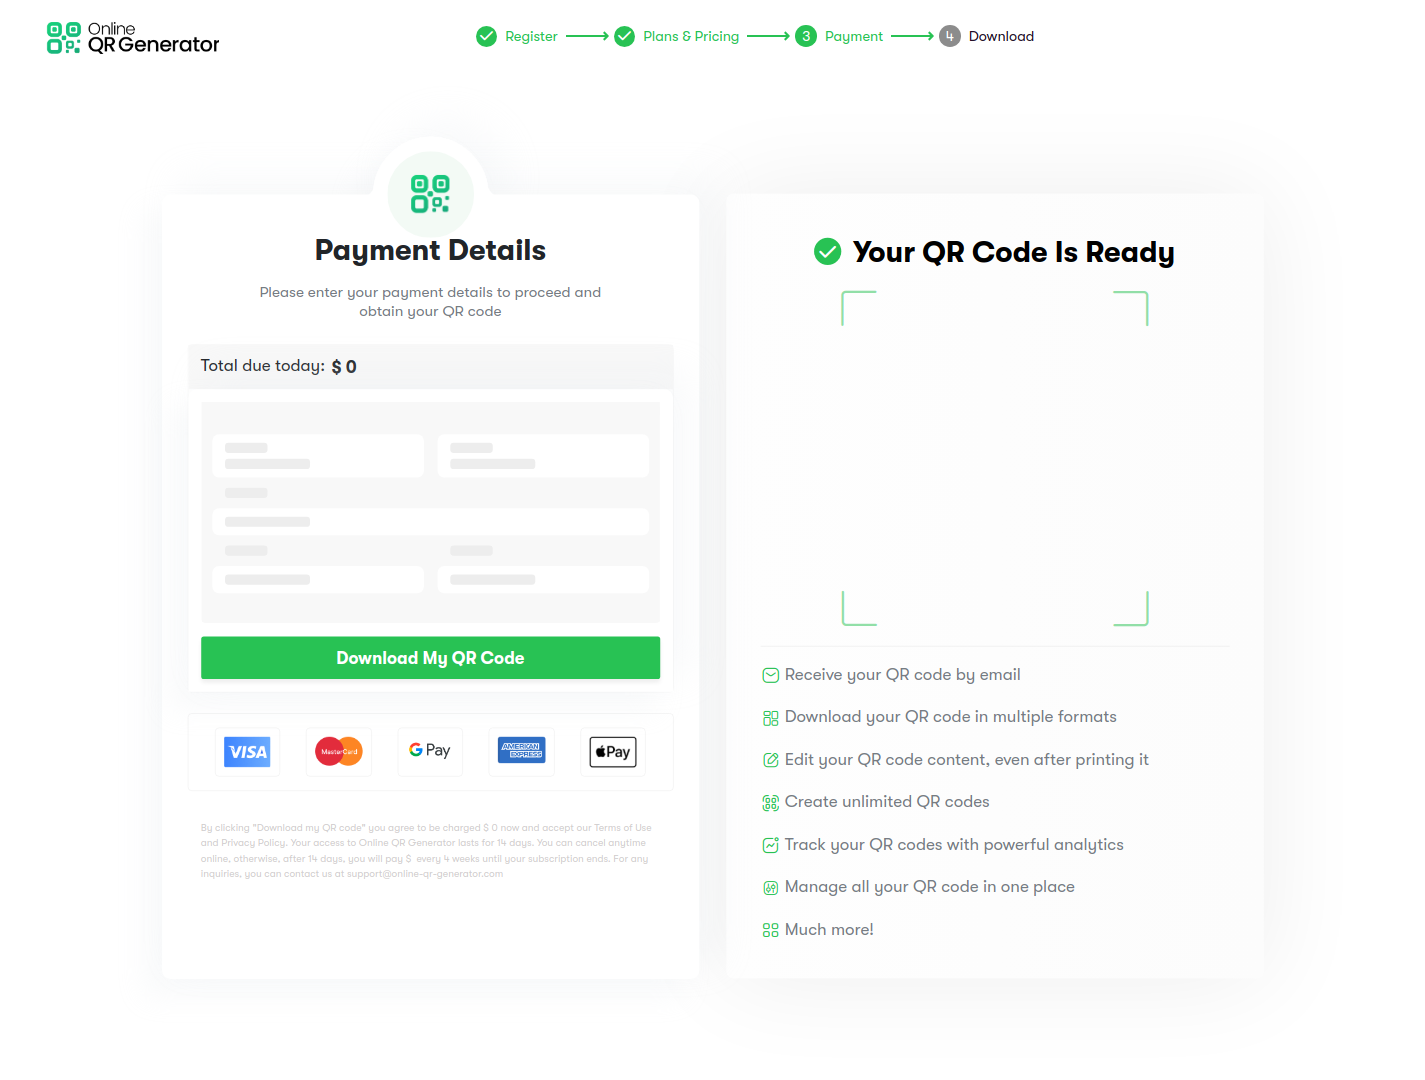 Online
QR Generator
Register
Plans & Pricing
3 Payment
4 Download
Payment Details
Please enter your payment details to proceed and
obtain your QR code
Total due today: $ 0
Download My QR Code
VISA
MasterCard
G Pay
AMERICAN
EXPRESS
Pay
By clicking "Download my QR code" you agree to be charged $ 0 now and accept our Terms of Use
and Privacy Policy. Your access to Online QR Generator lasts for 14 days. You can cancel anytime
online, otherwise, after 14 days, you will pay $ every 4 weeks until your subscription ends. For any
inquiries, you can contact us at support@online-qr-generator.com
Your QR Code Is Ready
Receive your QR code by email
Download your QR code in multiple formats
Edit your QR code content, even after printing it
Create unlimited QR codes
Track your QR codes with powerful analytics
Manage all your QR code in one place
Much more!